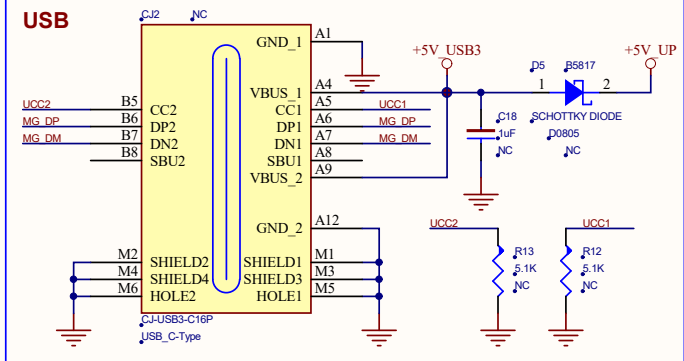 USB
CJ2 NC
GND_1 A1
+5V_USB3
D5 B5817
+5V_UP
1 2
VBUS_1 A4
UCC2 B5 CC2 CC1 A5 UCC1
MG_DP B6 DP2 DP1 A6 MG_DP
MG_DM B7 DN2 DN1 A7 MG_DM
B8 SBU2 SBU1 A8
VBUS_2 A9
C18
1uF
NC
SCHOTTKY DIODE
D0805
NC
GND_2 A12
M2 SHIELD2 SHIELD1 M1
M4 SHIELD4 SHIELD3 M3
M6 HOLE2 HOLE1 M5
UCC2 UCC1
R13 R12
5.1K 5.1K
NC NC
CJ-USB3-C16P
USB_C-Type